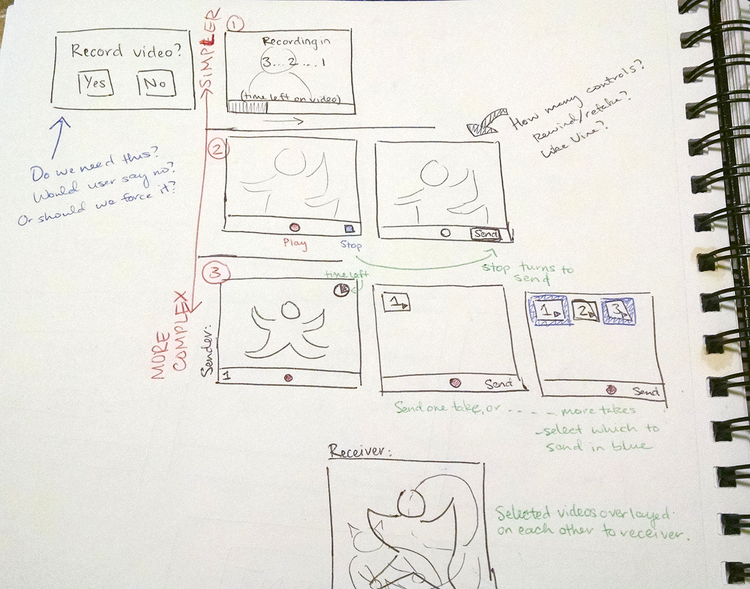 Record video?
Yes
No
SIMPLER
1
Recording in
3...2....1
(time left on video)
How many controls?
Rewind/retake?
Like Vine?
Do we need this?
Would user say no?
Or should we force it?
2
Play
Stop
Send
stop turns to
send
3
MORE
COMPLEX
Sender:
time left
1
1
Send
1
2
3
Send
Send one take, or ..... more takes
-select which to
send in blue
Receiver:
Selected videos overlayed
on each other to receiver.